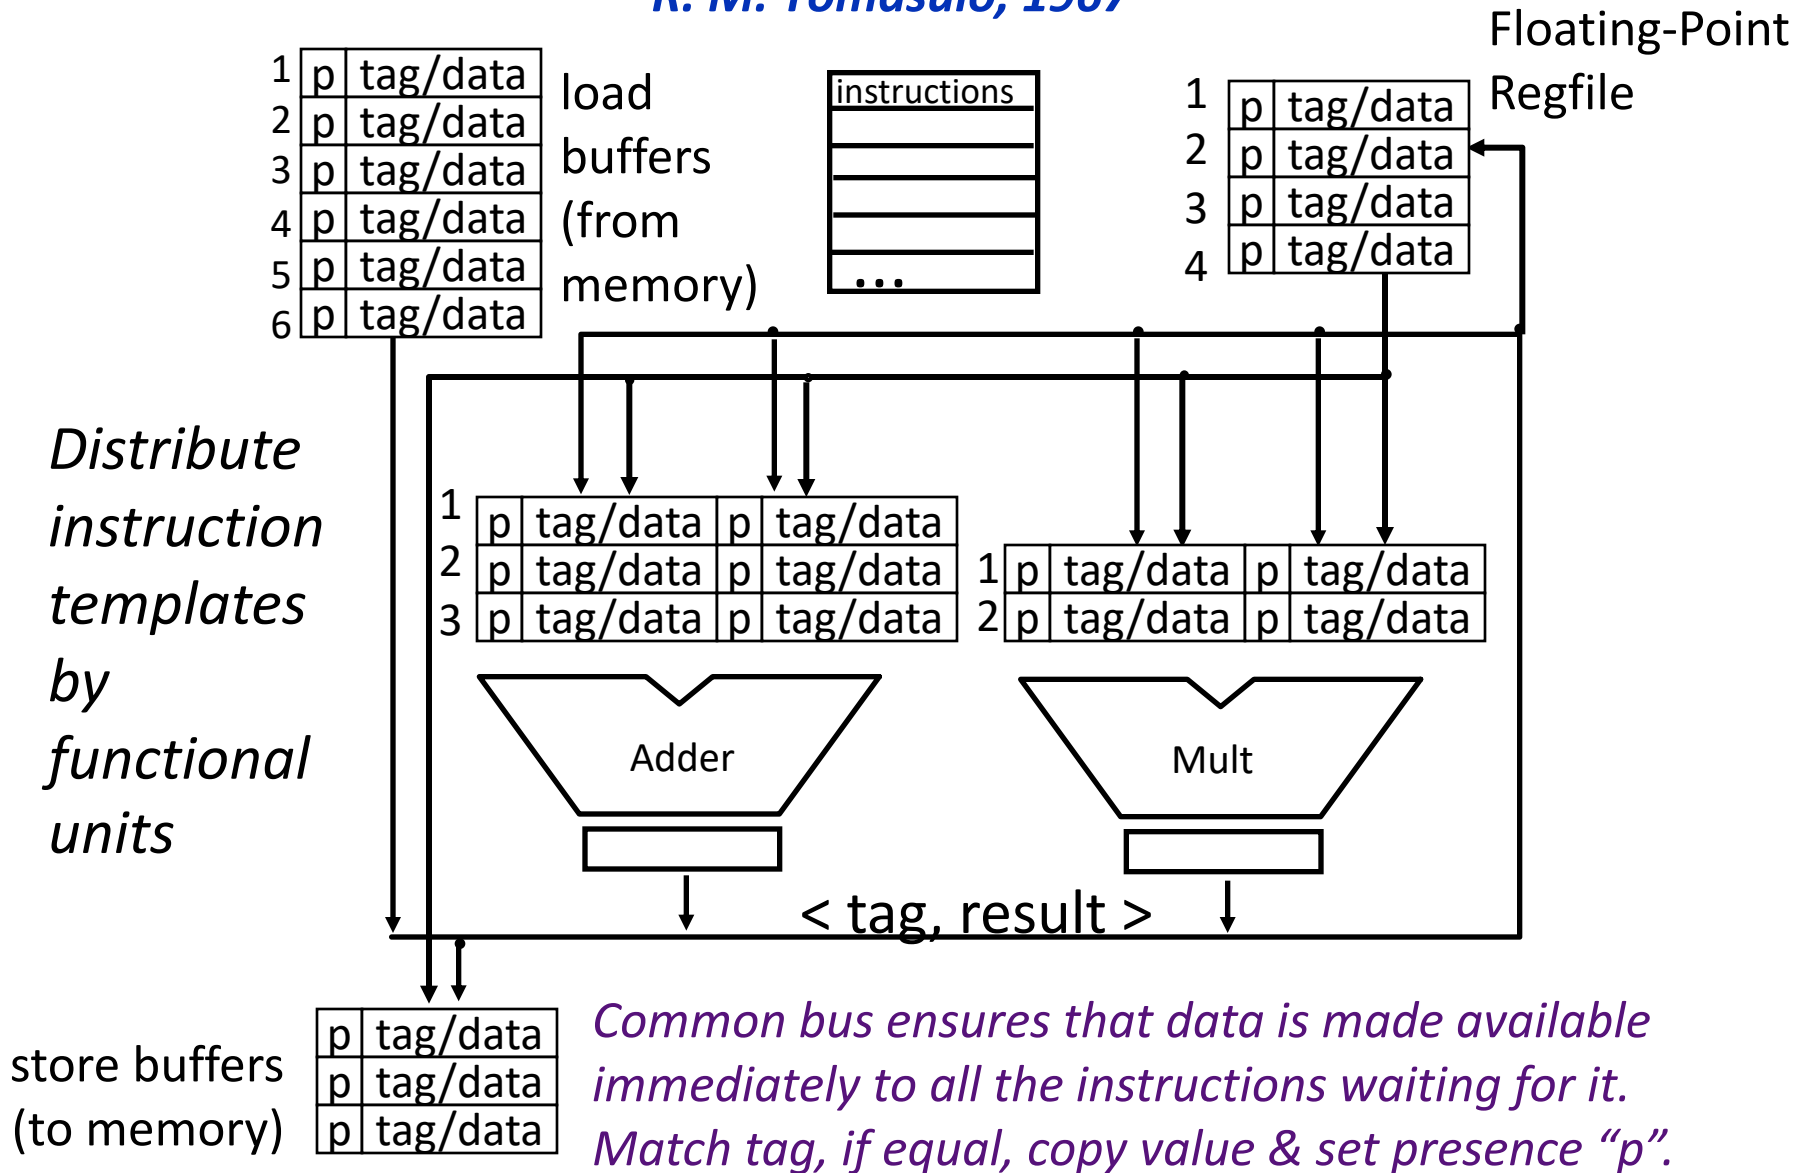 R. M. Tomasulo, 1967
Floating-Point
Regfile
1 p tag/data
2 p tag/data
3 p tag/data
4 p tag/data
5 p tag/data
6 p tag/data
load
buffers
(from
memory)
instructions
...
1 p tag/data
2 p tag/data
3 p tag/data
4 p tag/data
Distribute
instruction
templates
by
functional
units
1 p tag/data p tag/data
2 p tag/data p tag/data
3 p tag/data p tag/data
1 p tag/data p tag/data
2 p tag/data p tag/data
Adder
Mult
< tag, result >
store buffers
(to memory)
p tag/data
p tag/data
p tag/data
Common bus ensures that data is made available
immediately to all the instructions waiting for it.
Match tag, if equal, copy value & set presence “p”.